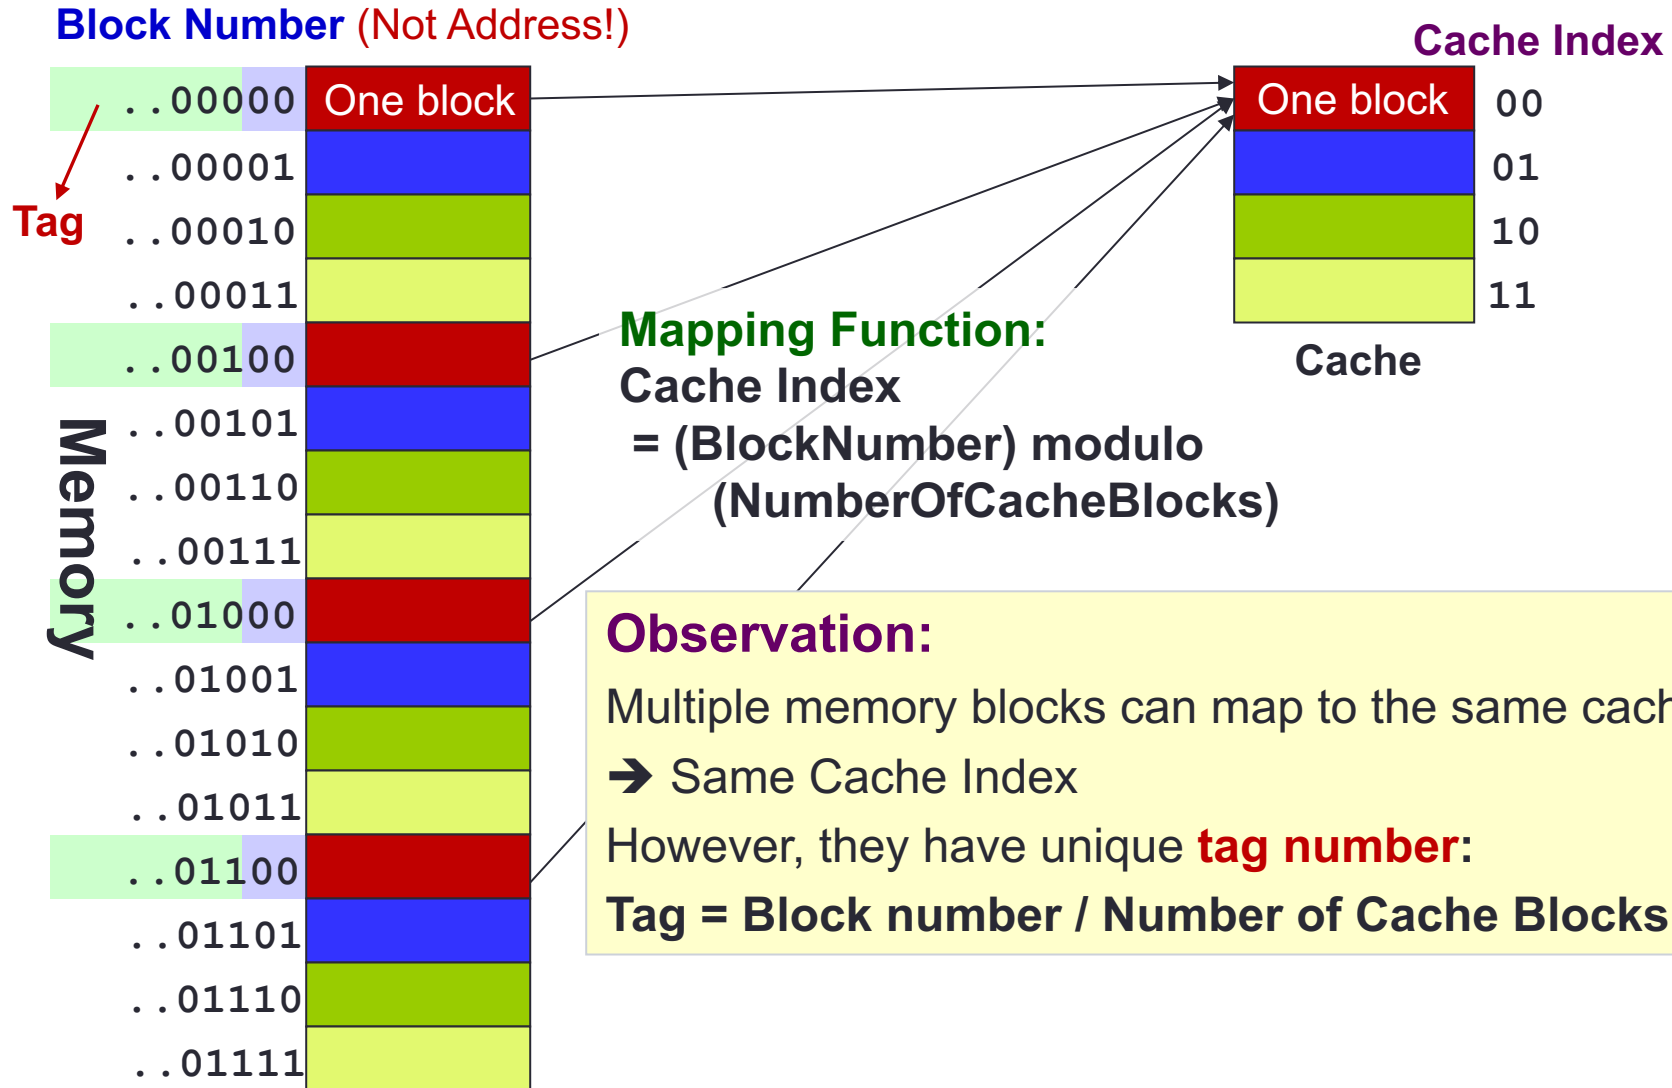 Block Number (Not Address!)
Cache Index
..00000
One block
One block
00
..00001
01
Tag
..00010
10
..00011
11
Mapping Function:
..00100
Cache
Cache Index
..00101
= (BlockNumber) modulo
..00110
(NumberOfCacheBlocks)
..00111
Memory
..01000
Observation:
..01001
Multiple memory blocks can map to the same cach
..01010
➔ Same Cache Index
..01011
However, they have unique tag number:
..01100
Tag = Block number / Number of Cache Blocks
..01101
..01110
..01111